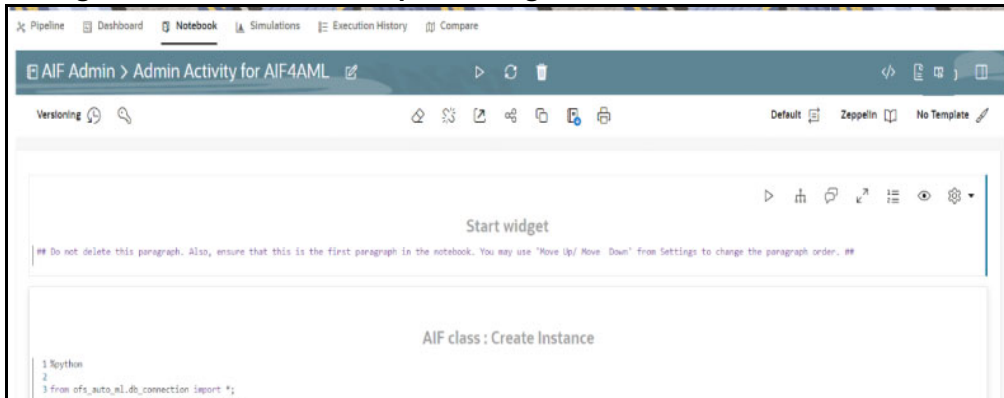 Pipeline Dashboard Notebook Simulations Execution History Compare
AIF Admin > Admin Activity for AIF4AML
Versioning Default Zeppelin No Template
Start widget
## Do not delete this paragraph. Also, ensure that this is the first paragraph in the notebook. You may use 'Move Up/ Move Down' from Settings to change the paragraph order. ##
AIF class : Create Instance
1 %python
2
3 from ofs_auto_ml.db_connection import *;